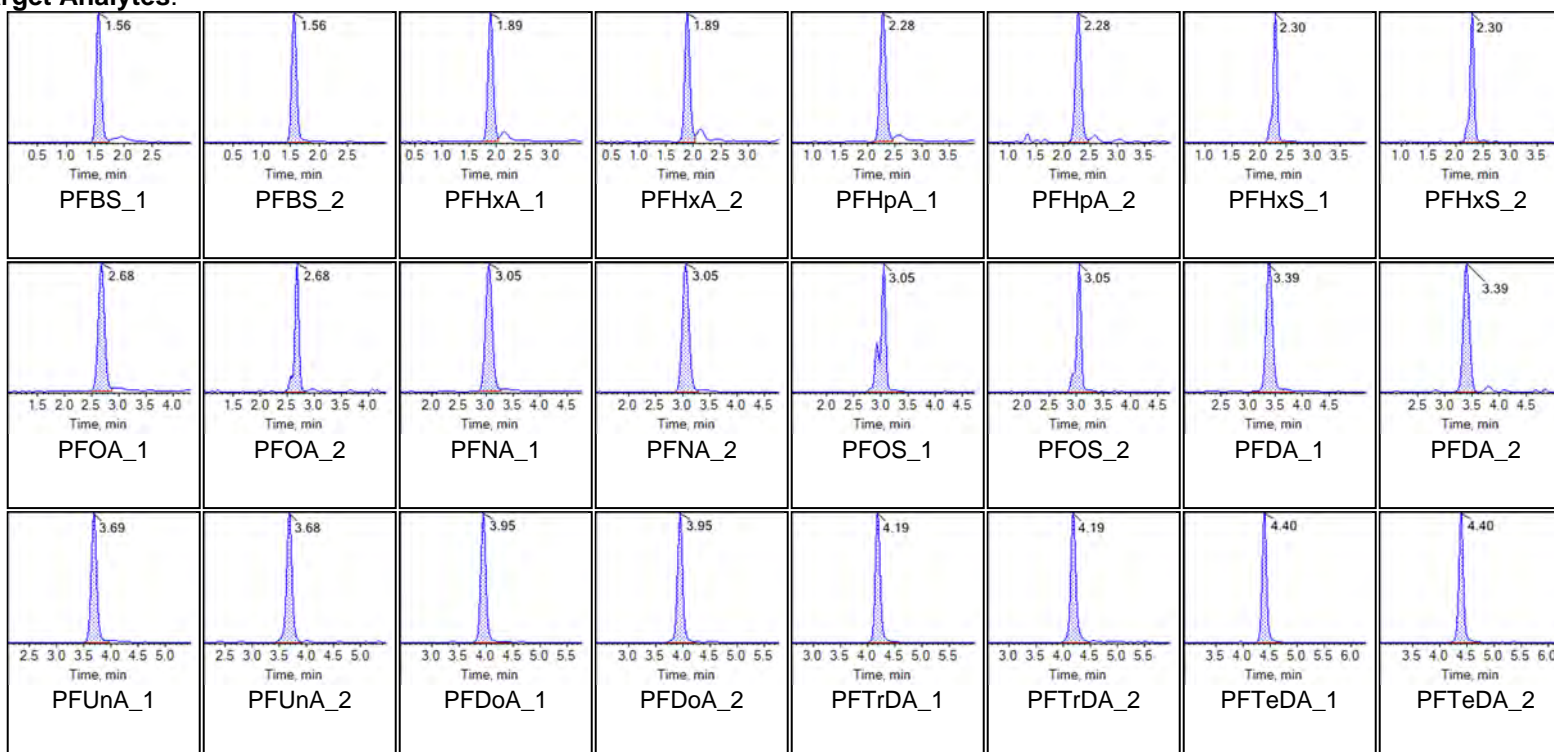 rget Analytes:
1.56 1.56 1.89 1.89 2.28 2.28 2.30 2.30
0.5 1.0 1.5 2.0 2.5 0.5 1.0 1.5 2.0 2.5 0.5 1.0 1.5 2.0 2.5 3.0 0.5 1.0 1.5 2.0 2.5 3.0 1.0 1.5 2.0 2.5 3.0 3.5 1.0 1.5 2.0 2.5 3.0 3.5 1.0 1.5 2.0 2.5 3.0 3.5 1.0 1.5 2.0 2.5 3.0 3.5
Time, min Time, min Time, min Time, min Time, min Time, min Time, min Time, min
PFBS_1 PFBS_2 PFHxA_1 PFHxA_2 PFHpA_1 PFHpA_2 PFHxS_1 PFHxS_2
2.68 2.68 3.05 3.05 3.05 3.05 3.39 3.39
1.5 2.0 2.5 3.0 3.5 4.0 1.5 2.0 2.5 3.0 3.5 4.0 2.0 2.5 3.0 3.5 4.0 4.5 2.0 2.5 3.0 3.5 4.0 4.5 2.0 2.5 3.0 3.5 4.0 4.5 2.0 2.5 3.0 3.5 4.0 4.5 2.5 3.0 3.5 4.0 4.5 2.5 3.0 3.5 4.0 4.5
Time, min Time, min Time, min Time, min Time, min Time, min Time, min Time, min
PFOA_1 PFOA_2 PFNA_1 PFNA_2 PFOS_1 PFOS_2 PFDA_1 PFDA_2
3.69 3.68 3.95 3.95 4.19 4.19 4.40 4.40
2.5 3.0 3.5 4.0 4.5 5.0 2.5 3.0 3.5 4.0 4.5 5.0 3.0 3.5 4.0 4.5 5.0 5.5 3.0 3.5 4.0 4.5 5.0 5.5 3.0 3.5 4.0 4.5 5.0 5.5 3.0 3.5 4.0 4.5 5.0 5.5 3.5 4.0 4.5 5.0 5.5 6.0 3.5 4.0 4.5 5.0 5.5 6.0
Time, min Time, min Time, min Time, min Time, min Time, min Time, min Time, min
PFUnA_1 PFUnA_2 PFDoA_1 PFDoA_2 PFTrDA_1 PFTrDA_2 PFTeDA_1 PFTeDA_2